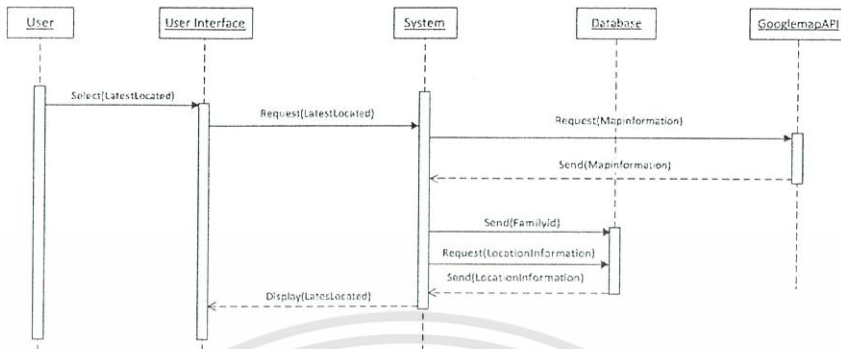 User
User Interface
System
Database
GooglemapAPI
Select(LatestLocated)
Request(LatestLocated)
Request(MapInformation)
Send(MapInformation)
Send(FamilyId)
Request(LocationInformation)
Send(LocationInformation)
Display(LatesLocated)